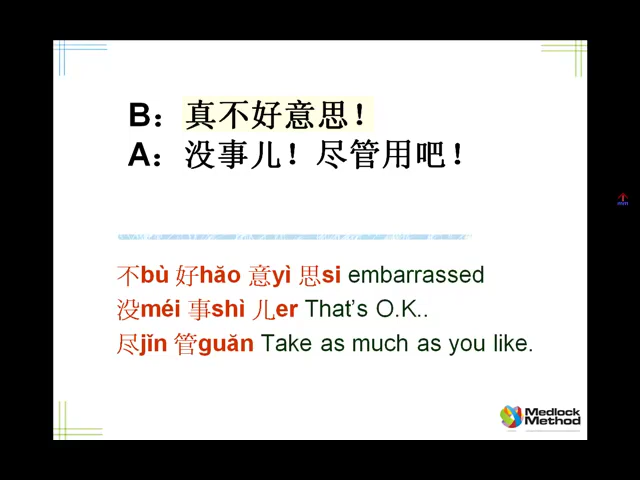 B：真不好意思！
A：没事儿！尽管用吧！
不bù 好hǎo 意yì 思si embarrassed
没méi 事shì 儿er That's O.K..
尽jǐn 管guǎn Take as much as you like.
Medlock
Method